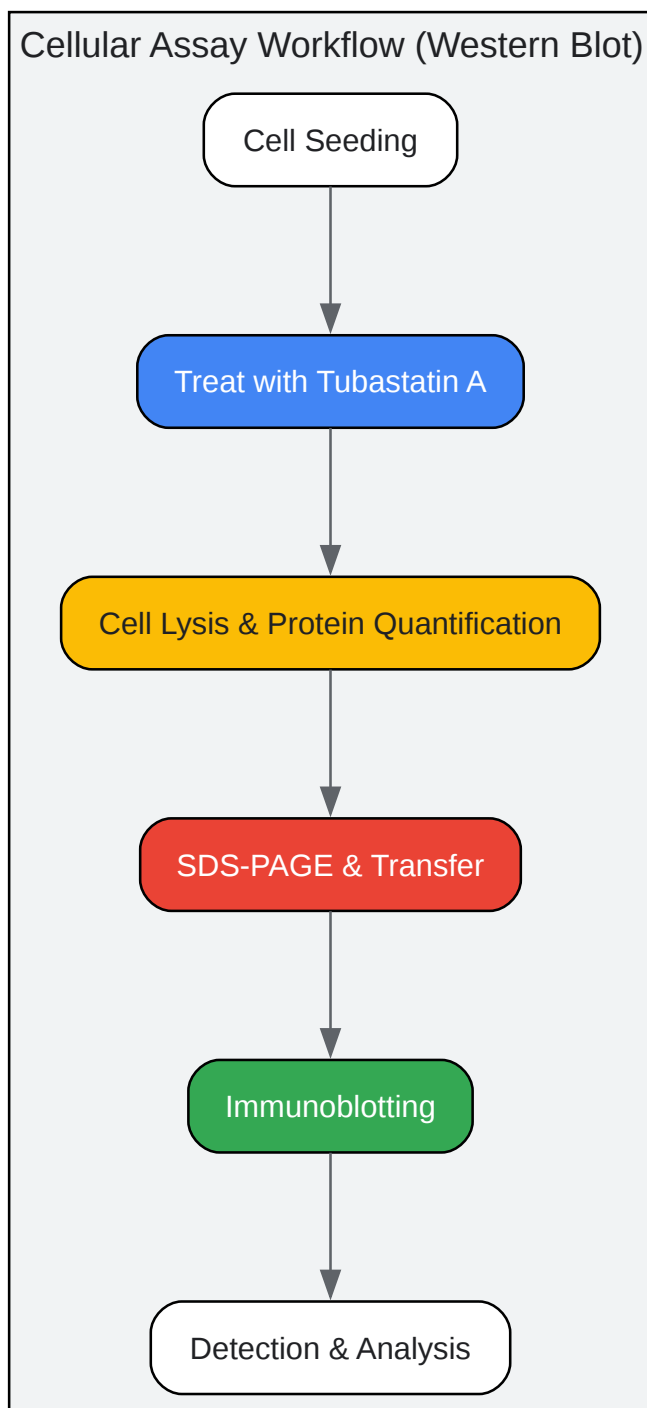 Cellular Assay Workflow (Western Blot)
Cell Seeding
Treat with Tubastatin A
Cell Lysis & Protein Quantification
SDS-PAGE & Transfer
Immunoblotting
Detection & Analysis